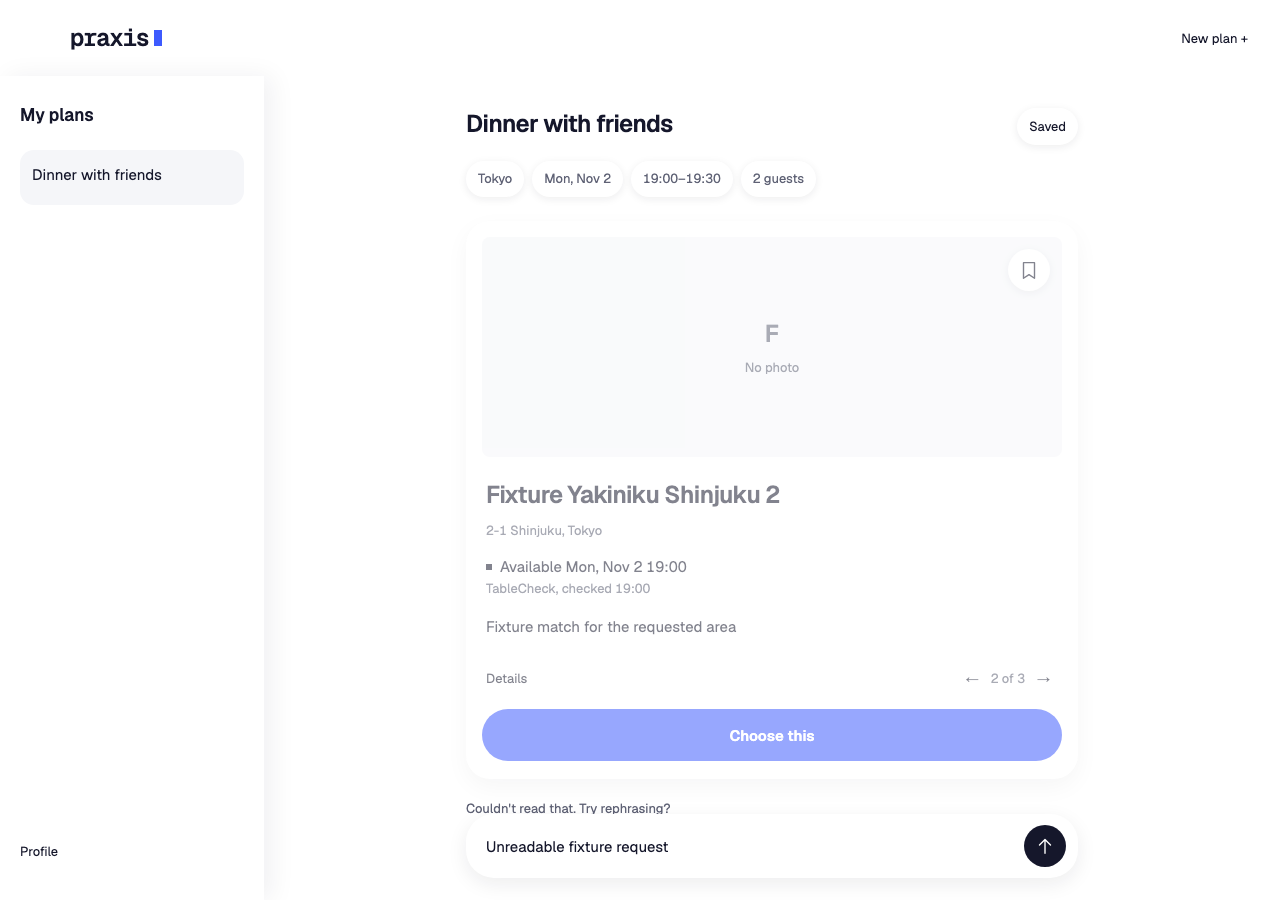 praxis
New plan +
My plans
Dinner with friends
Profile
Dinner with friends
Saved
Tokyo
Mon, Nov 2
19:00–19:30
2 guests
F
No photo
Fixture Yakiniku Shinjuku 2
2-1 Shinjuku, Tokyo
Available Mon, Nov 2 19:00
TableCheck, checked 19:00
Fixture match for the requested area
Details
← 2 of 3 →
Choose this
Couldn't read that. Try rephrasing?
Unreadable fixture request